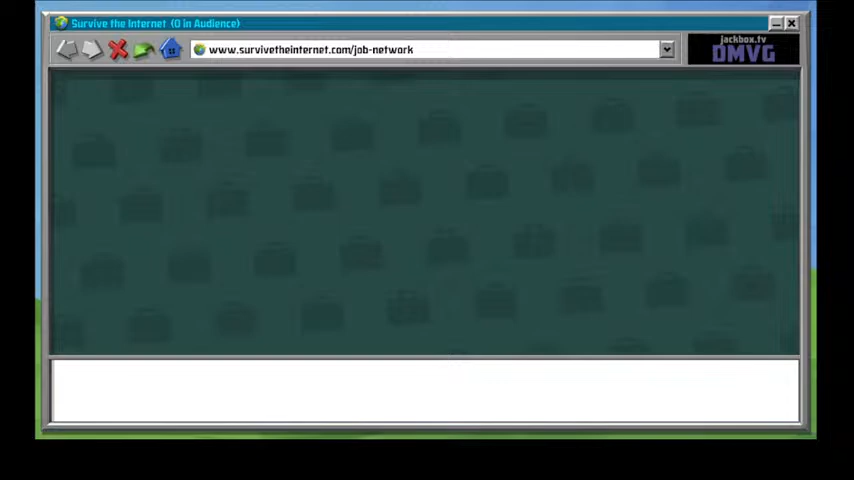 Survive the Internet (0 in Audience)
www.survivetheinternet.com/job-network
jackbox.tv
DMVG